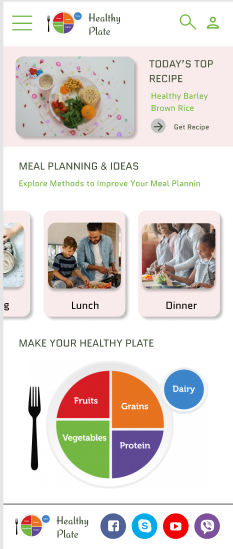 Healthy
Plate
TODAY'S TOP
RECIPE
Healthy Barley
Brown Rice
Get Recipe
MEAL PLANNING & IDEAS
Explore Methods to Improve Your Meal Plannin
g
Lunch
Dinner
MAKE YOUR HEALTHY PLATE
Dairy
Fruits
Grains
Vegetables
Protein
Healthy
Plate